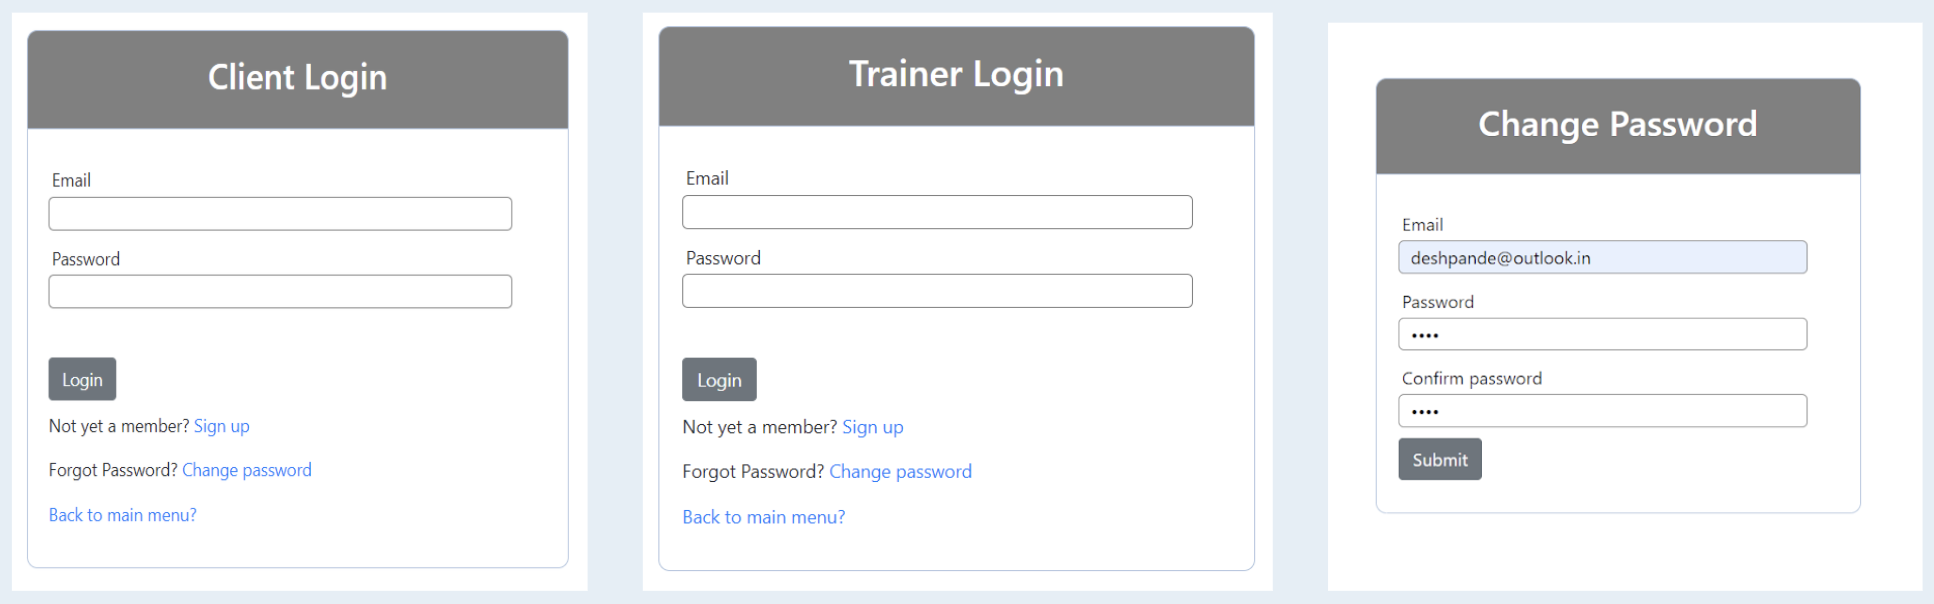 Client Login
Email
Password
Login
Not yet a member? Sign up
Forgot Password? Change password
Back to main menu?
Trainer Login
Email
Password
Login
Not yet a member? Sign up
Forgot Password? Change password
Back to main menu?
Change Password
Email
deshpande@outlook.in
Password
••••
Confirm password
••••
Submit